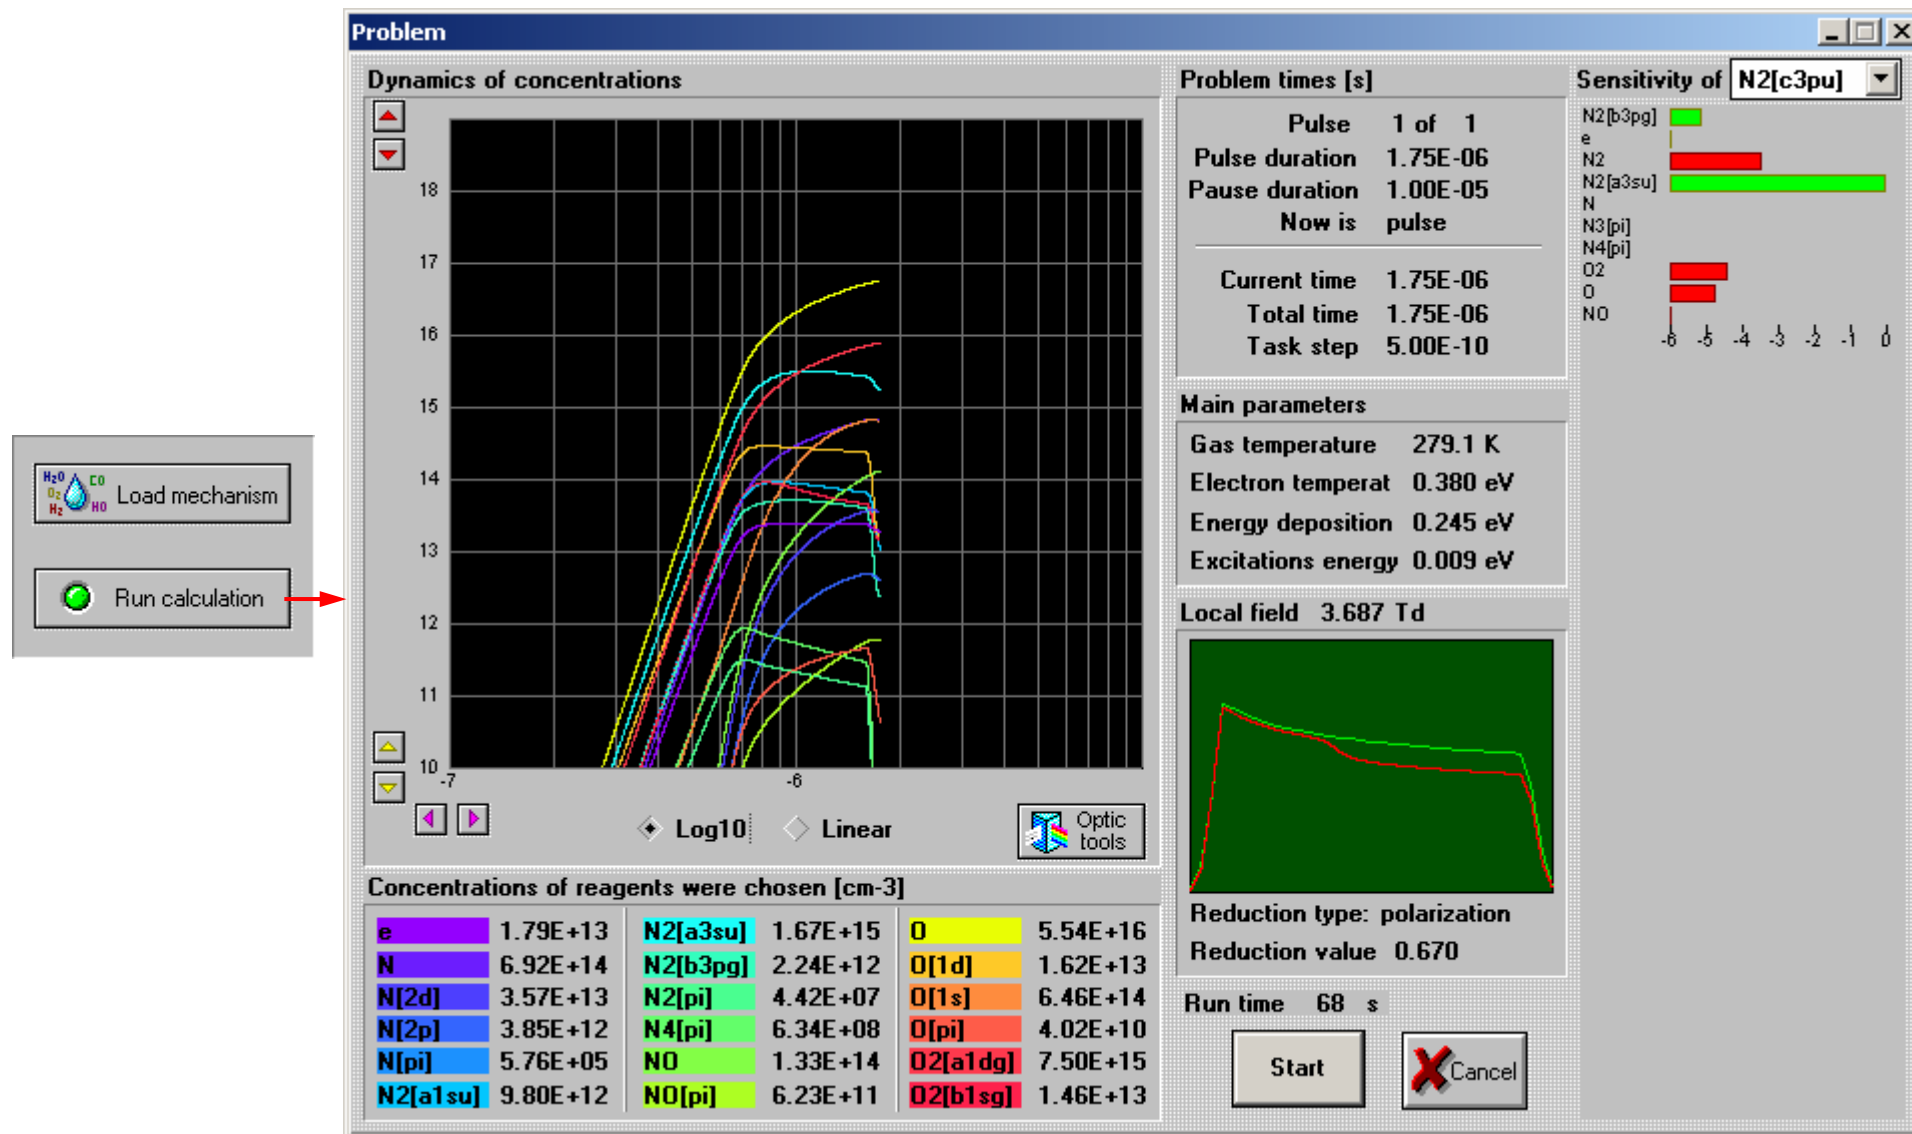 H2O CO
O2
H2 HO
Load mechanism
Run calculation
Problem
Dynamics of concentrations
18
17
16
15
14
13
12
11
10
-7 -6
Log10 Linear
Optic
tools
Concentrations of reagents were chosen [cm-3]
e 1.79E+13 N2[a3su] 1.67E+15 O 5.54E+16
N 6.92E+14 N2[b3pg] 2.24E+12 O[1d] 1.62E+13
N[2d] 3.57E+13 N2[pi] 4.42E+07 O[1s] 6.46E+14
N[2p] 3.85E+12 N4[pi] 6.34E+08 O[pi] 4.02E+10
N[pi] 5.76E+05 NO 1.33E+14 O2[a1dg] 7.50E+15
N2[a1su] 9.80E+12 NO[pi] 6.23E+11 O2[b1sg] 1.46E+13
Problem times [s]
Pulse 1 of 1
Pulse duration 1.75E-06
Pause duration 1.00E-05
Now is pulse
Current time 1.75E-06
Total time 1.75E-06
Task step 5.00E-10
Main parameters
Gas temperature 279.1 K
Electron temperat 0.380 eV
Energy deposition 0.245 eV
Excitations energy 0.009 eV
Local field 3.687 Td
Reduction type: polarization
Reduction value 0.670
Run time 68 s
Start
Cancel
Sensitivity of N2[c3pu]
N2[b3pg]
e
N2
N2[a3su]
N
N3[pi]
N4[pi]
O2
O
NO
-6 -5 -4 -3 -2 -1 0